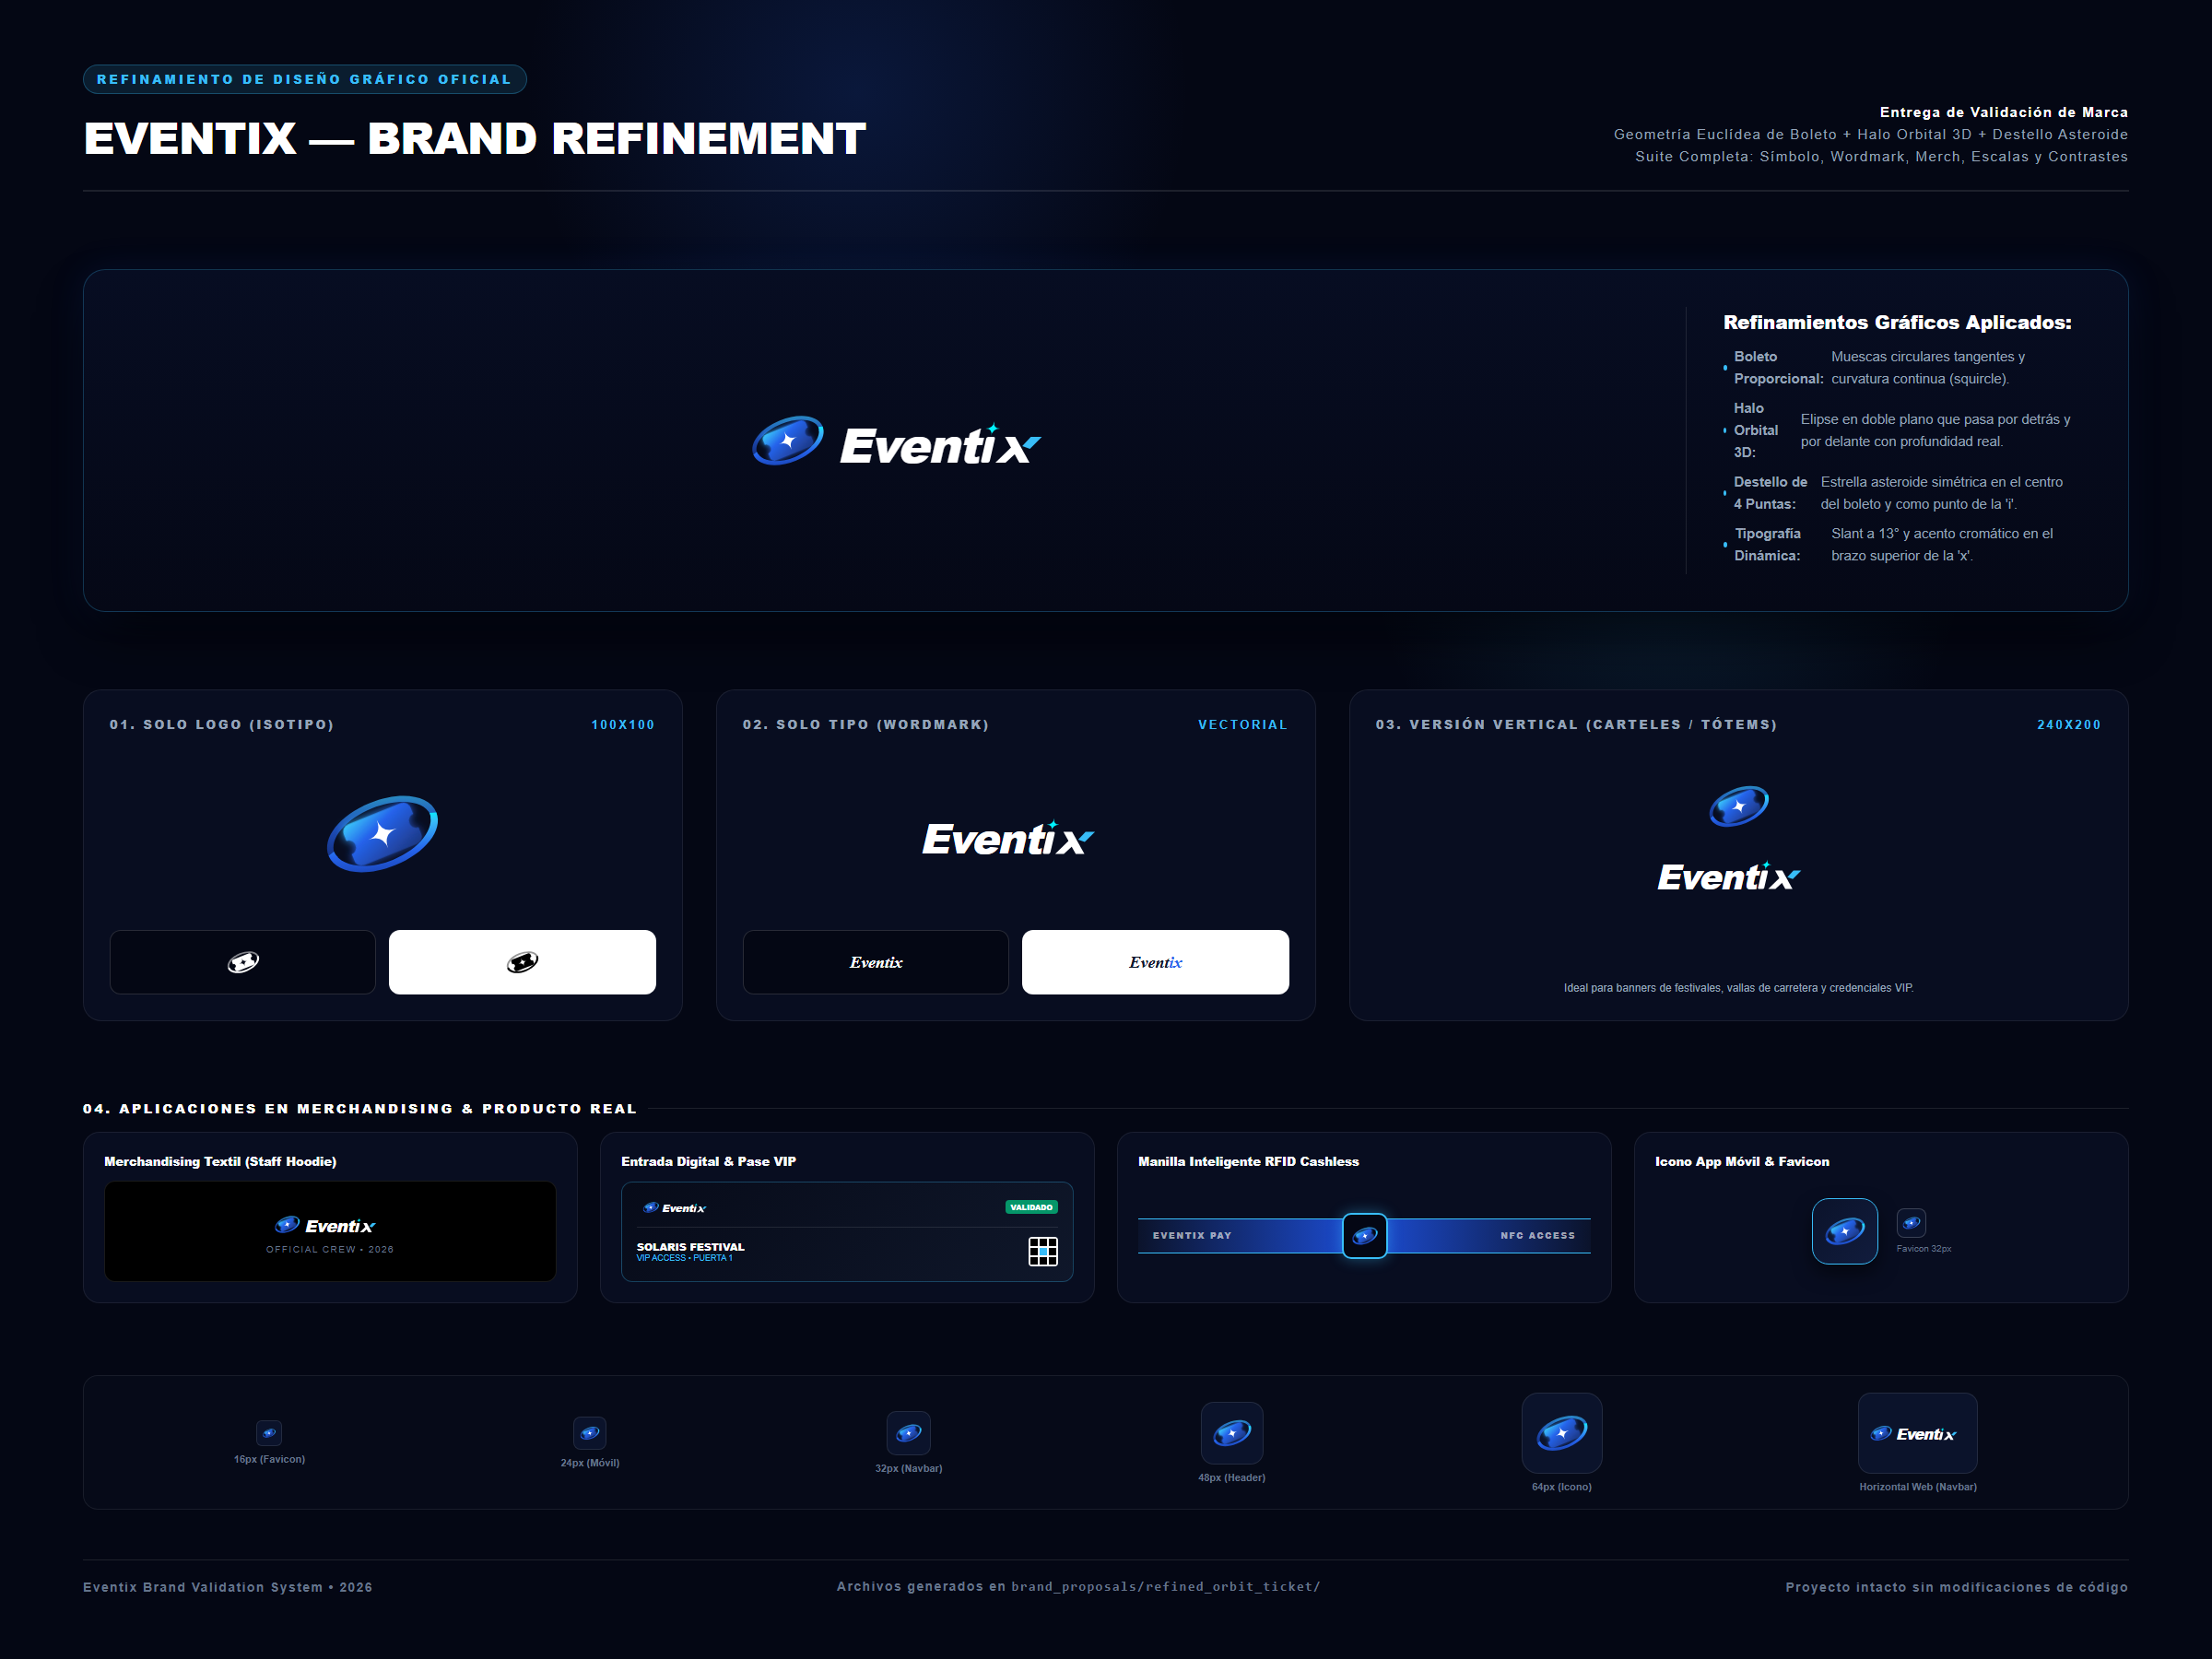 REFINAMIENTO DE DISEÑO GRÁFICO OFICIAL
EVENTIX — BRAND REFINEMENT
Entrega de Validación de Marca
Geometría Euclídea de Boleto + Halo Orbital 3D + Destello Asteroide
Suite Completa: Símbolo, Wordmark, Merch, Escalas y Contrastes
Eventix
Refinamientos Gráficos Aplicados:
Boleto Proporcional: Muescas circulares tangentes y
curvatura continua (squircle).
Halo Orbital 3D: Elipse en doble plano que pasa por detrás y
por delante con profundidad real.
Destello de 4 Puntas: Estrella asteroide simétrica en el centro
del boleto y como punto de la 'i'.
Tipografía Dinámica: Slant a 13° y acento cromático en el
brazo superior de la 'x'.
01. SOLO LOGO (ISOTIPO)
100X100
02. SOLO TIPO (WORDMARK)
VECTORIAL
Eventix
Eventix
Eventix
03. VERSIÓN VERTICAL (CARTELES / TÓTEMS)
240X200
Eventix
Ideal para banners de festivales, vallas de carretera y credenciales VIP.
04. APLICACIONES EN MERCHANDISING & PRODUCTO REAL
Merchandising Textil (Staff Hoodie)
Eventix
OFFICIAL CREW • 2026
Entrada Digital & Pase VIP
Eventix
VALIDADO
SOLARIS FESTIVAL
VIP ACCESS • PUERTA 1
Manilla Inteligente RFID Cashless
EVENTIX PAY
NFC ACCESS
Icono App Móvil & Favicon
Favicon 32px
16px (Favicon)
24px (Móvil)
32px (Navbar)
48px (Header)
64px (Icono)
Eventix
Horizontal Web (Navbar)
Eventix Brand Validation System • 2026
Archivos generados en brand_proposals/refined_orbit_ticket/
Proyecto intacto sin modificaciones de código